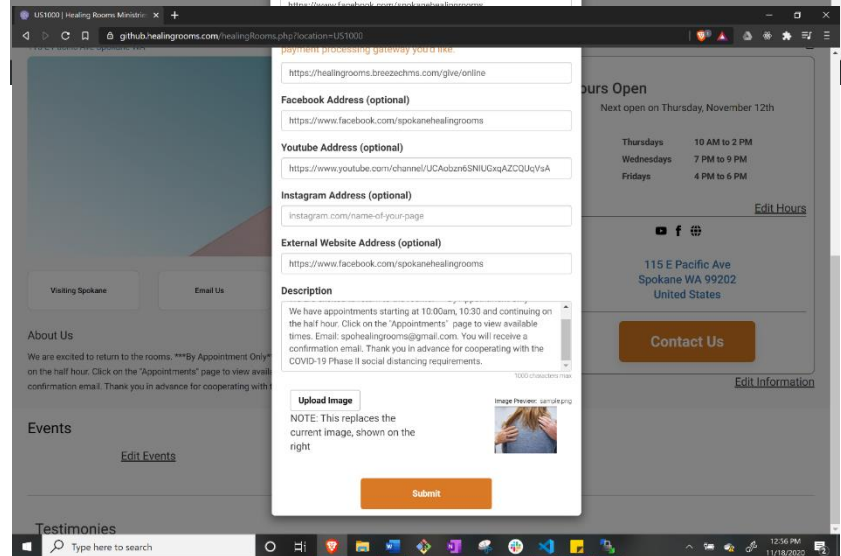 https://www.facebook.com/spokanehealingrooms
US1000 | Healing Rooms Ministries
github.healingrooms.com/healingRooms.php?location=US1000
payment processing gateway you'd like.
https://healingrooms.breezechms.com/give/online
Facebook Address (optional)
https://www.facebook.com/spokanehealingrooms
Youtube Address (optional)
https://www.youtube.com/channel/UCAobzn6SNIUGxqAZCQUqVsA
Instagram Address (optional)
instagram.com/name-of-your-page
External Website Address (optional)
https://www.facebook.com/spokanehealingrooms
Description
We have appointments starting at 10:00am, 10:30 and continuing on
the half hour. Click on the "Appointments" page to view available
times. Email: spohealingrooms@gmail.com. You will receive a
confirmation email. Thank you in advance for cooperating with the
COVID-19 Phase II social distancing requirements.
1000 characters max
Upload Image
NOTE: This replaces the
current image, shown on the
right
Image Preview: sample.png
Submit
Visiting Spokane
Email Us
About Us
We are excited to return to the rooms. ***By Appointment Only*
on the half hour. Click on the "Appointments" page to view avail
confirmation email. Thank you in advance for cooperating with t
Events
Edit Events
Testimonies
ours Open
Next open on Thursday, November 12th
Thursdays 10 AM to 2 PM
Wednesdays 7 PM to 9 PM
Fridays 4 PM to 6 PM
Edit Hours
115 E Pacific Ave
Spokane
WA 99202
United States
Contact Us
Edit Information
Type here to search
12:56 PM
11/18/2020